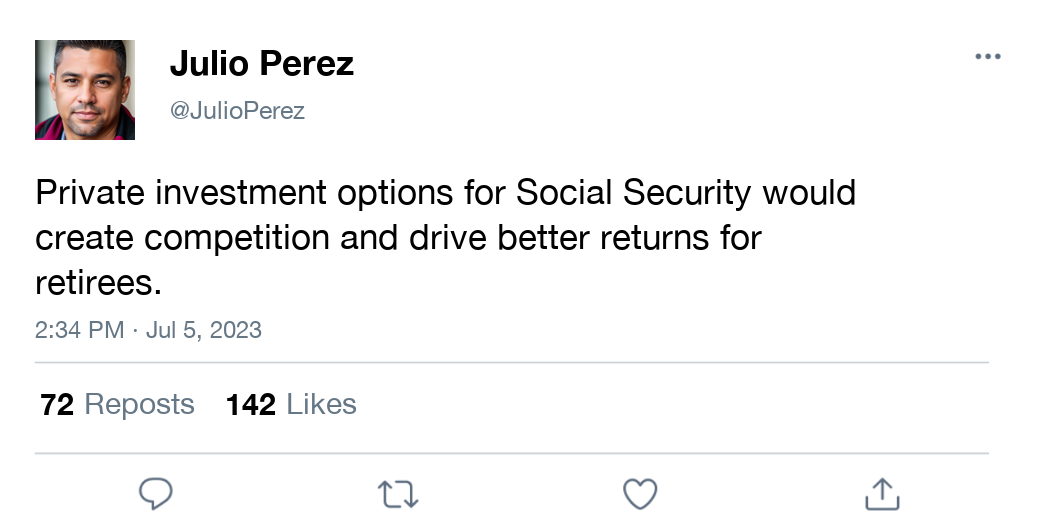 Julio Perez
@JulioPerez
Private investment options for Social Security would
create competition and drive better returns for
retirees.
2:34 PM · Jul 5, 2023
72 Reposts 142 Likes